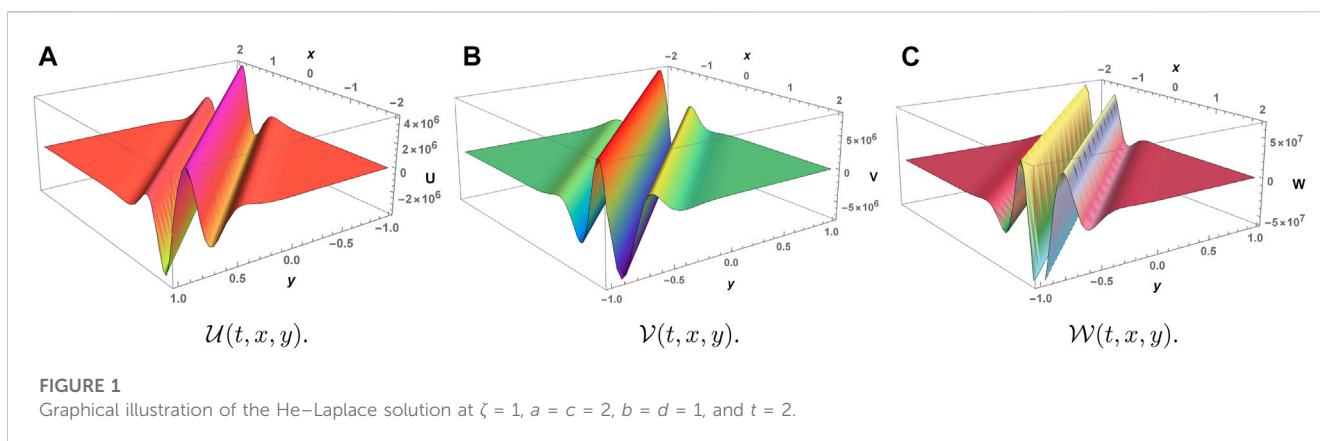 A
2
1
x
0
−1
−2
4×10⁶
2×10⁶
0
U
−2×10⁶
−1.0
−0.5
0.0
0.5
1.0
y
B
−2
−1
x
0
1
2
5×10⁶
0
V
−5×10⁶
1.0
0.5
0.0
−0.5
−1.0
y
C
−2
−1
x
0
1
2
5×10⁷
0
W
−5×10⁷
1.0
0.5
0.0
−0.5
−1.0
y
𝒰(t, x, y).
𝒱(t, x, y).
𝒲(t, x, y).
FIGURE 1
Graphical illustration of the He–Laplace solution at ζ = 1, a = c = 2, b = d = 1, and t = 2.